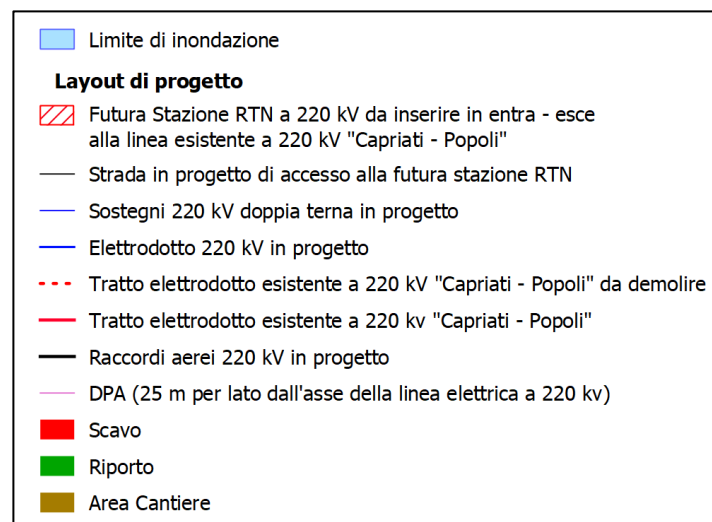 Limite di inondazione
Layout di progetto
Futura Stazione RTN a 220 kV da inserire in entra - esce
alla linea esistente a 220 kV "Capriati - Popoli"
Strada in progetto di accesso alla futura stazione RTN
Sostegni 220 kV doppia terna in progetto
Elettrodotto 220 kV in progetto
Tratto elettrodotto esistente a 220 kV "Capriati - Popoli" da demolire
Tratto elettrodotto esistente a 220 kv "Capriati - Popoli"
Raccordi aerei 220 kV in progetto
DPA (25 m per lato dall'asse della linea elettrica a 220 kv)
Scavo
Riporto
Area Cantiere